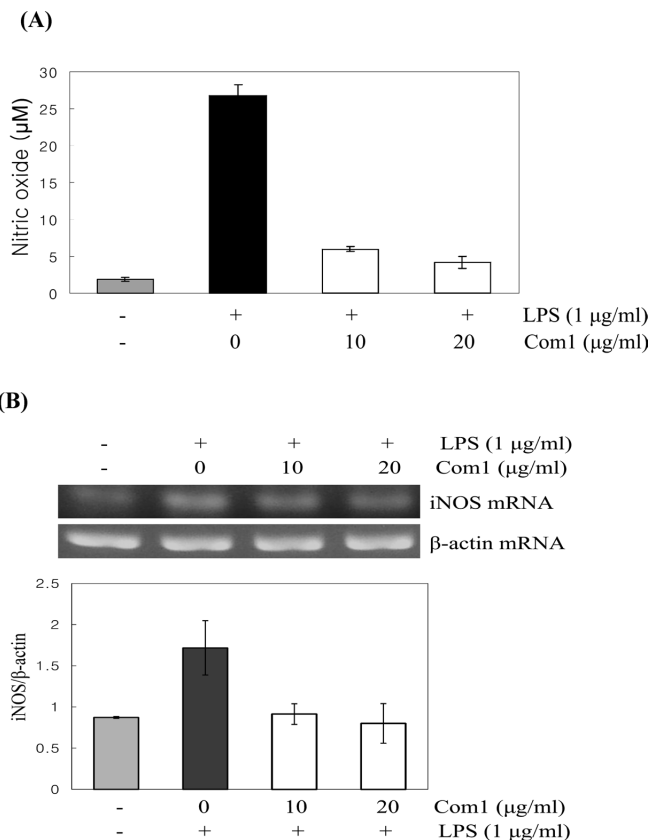 (A)
Nitric oxide (μM)
30
25
20
15
10
5
0
- + + + LPS (1 μg/ml)
- 0 10 20 Com1 (μg/ml)
(B)
- + + + LPS (1 μg/ml)
- 0 10 20 Com1 (μg/ml)
iNOS mRNA
β-actin mRNA
iNOS/β-actin
2.5
2
1.5
1
0.5
0
- 0 10 20 Com1 (μg/ml)
- + + + LPS (1 μg/ml)